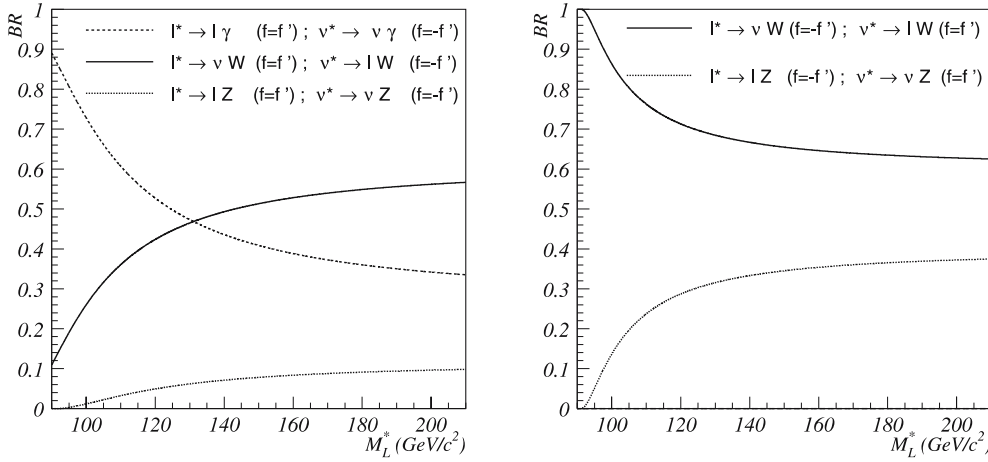 BR
1
0.9
0.8
0.7
0.6
0.5
0.4
0.3
0.2
0.1
0
l* → l γ (f=f') ; ν* → ν γ (f=-f')
l* → ν W (f=f') ; ν* → l W (f=-f')
l* → l Z (f=f') ; ν* → ν Z (f=-f')
100 120 140 160 180 200
M*L (GeV/c²)
BR
1
0.9
0.8
0.7
0.6
0.5
0.4
0.3
0.2
0.1
0
l* → ν W (f=-f') ; ν* → l W (f=f')
l* → l Z (f=-f') ; ν* → ν Z (f=f')
100 120 140 160 180 200
M*L (GeV/c²)